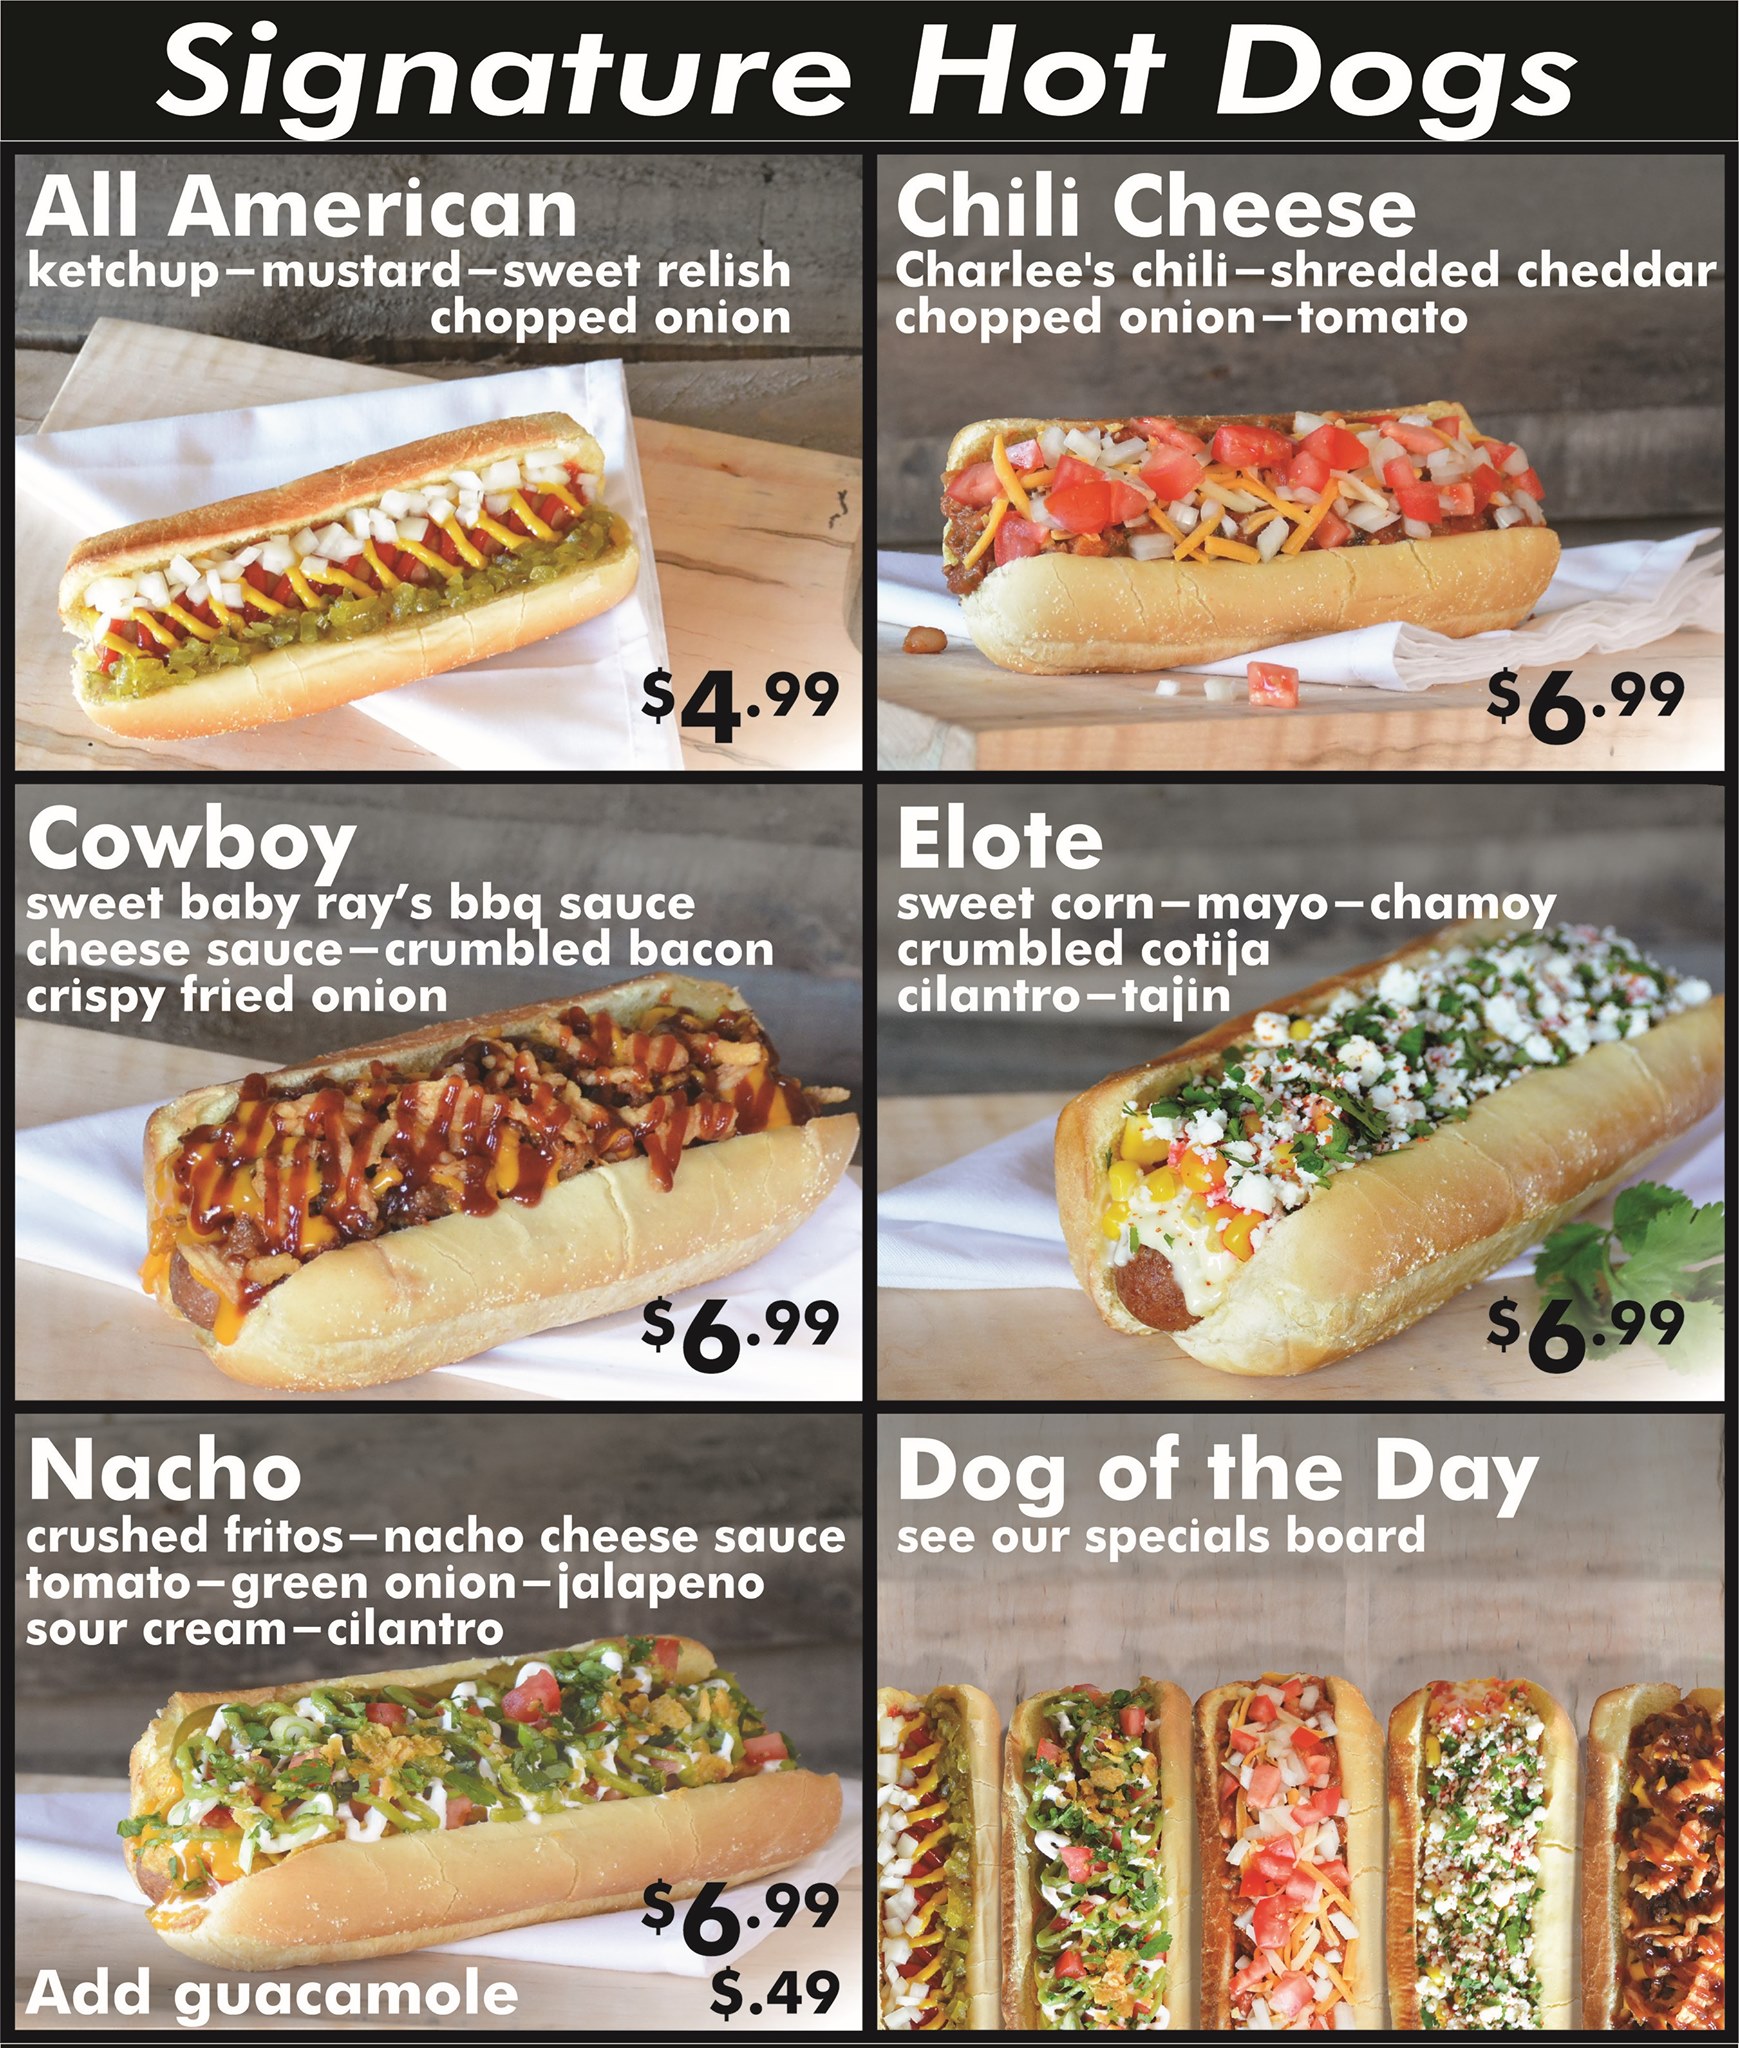 Signature Hot Dogs
All American
ketchup–mustard–sweet relish
chopped onion
$4.99
Chili Cheese
Charlee's chili–shredded cheddar
chopped onion–tomato
$6.99
Cowboy
sweet baby ray’s bbq sauce
cheese sauce–crumbled bacon
crispy fried onion
$6.99
Elote
sweet corn–mayo–chamoy
crumbled cotija
cilantro–tajin
$6.99
Nacho
crushed fritos–nacho cheese sauce
tomato–green onion–jalapeno
sour cream–cilantro
$6.99
Add guacamole $.49
Dog of the Day
see our specials board